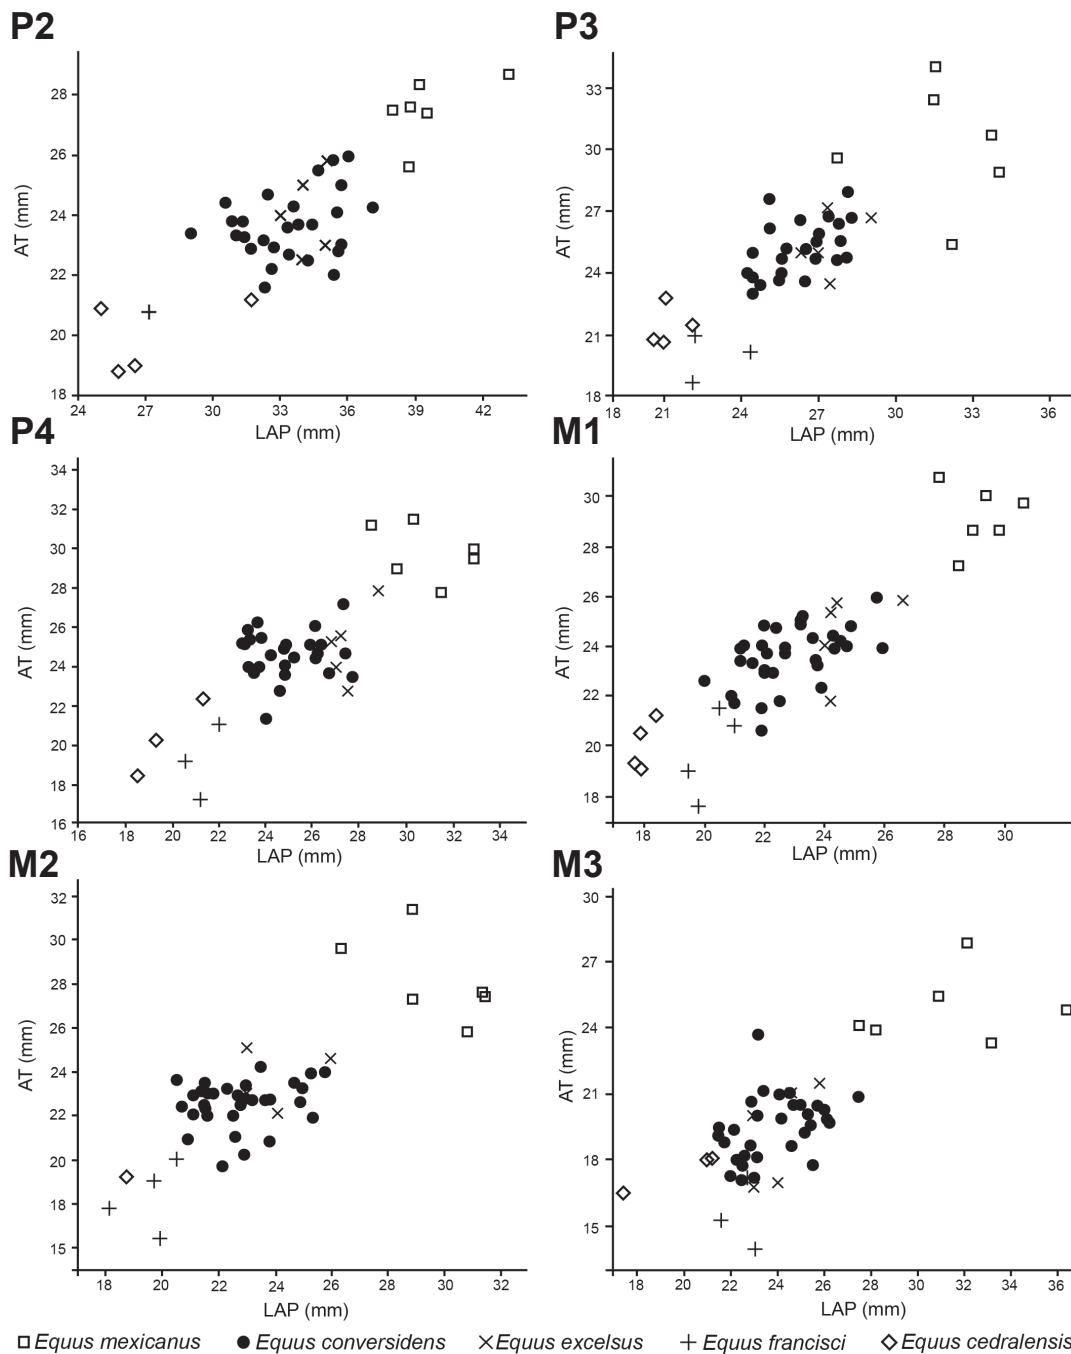 P2
P3
28
26
24
22
20
18
AT (mm)
24 27 30 33 36 39 42
LAP (mm)
33
30
27
24
21
18
AT (mm)
18 21 24 27 30 33 36
LAP (mm)
P4
M1
34
32
30
28
26
24
22
20
18
16
AT (mm)
16 18 20 22 24 26 28 30 32 34
LAP (mm)
30
28
26
24
22
20
18
AT (mm)
18 20 22 24 26 28 30
LAP (mm)
M2
M3
32
30
28
26
24
22
20
18
15
AT (mm)
18 20 22 24 26 28 30 32
LAP (mm)
30
27
24
21
18
15
AT (mm)
18 20 22 24 26 28 30 32 34 36
LAP (mm)
Equus mexicanus Equus conversidens Equus excelsus Equus francisci Equus cedralensis